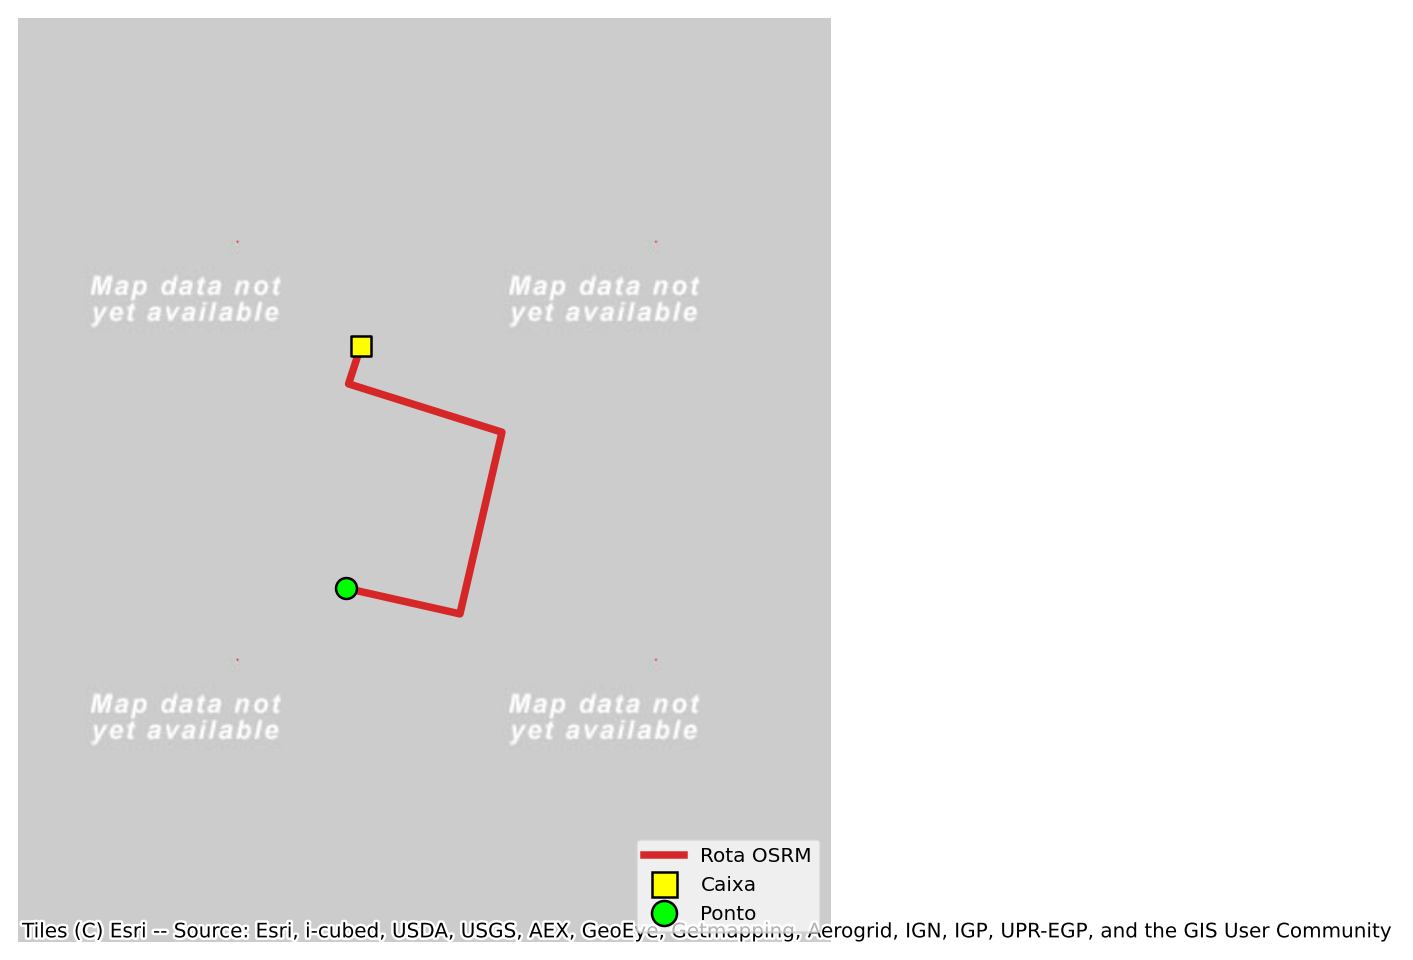 Map data not
yet available
Map data not
yet available
Map data not
yet available
Map data not
yet available
Rota OSRM
Caixa
Ponto
Tiles (C) Esri -- Source: Esri, i-cubed, USDA, USGS, AEX, GeoEye, Getmapping, Aerogrid, IGN, IGP, UPR-EGP, and the GIS User Community